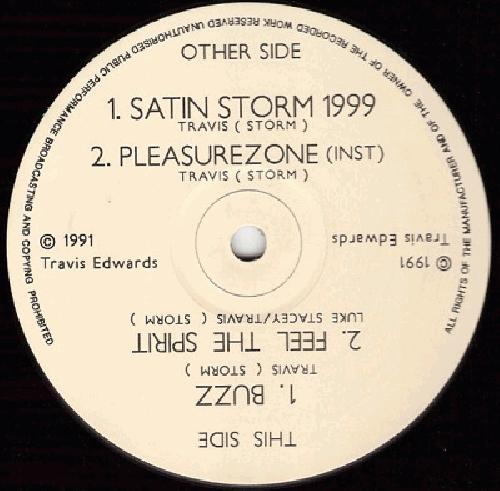 ALL RIGHTS OF THE MANUFACTURER AND OF THE OWNER OF THE RECORDED WORK RESERVED UNAUTHORISED PUBLIC PERFORMANCE BROADCASTING AND COPYING PROHIBITED
OTHER SIDE
1. SATIN STORM 1999
TRAVIS ( STORM )
2. PLEASUREZONE (INST)
TRAVIS ( STORM )
© 1991
Travis Edwards
THIS SIDE
1. BUZZ
TRAVIS ( STORM )
2. FEEL THE SPIRIT
LUKE STACEY/TRAVIS ( STORM )
© 1991
Travis Edwards